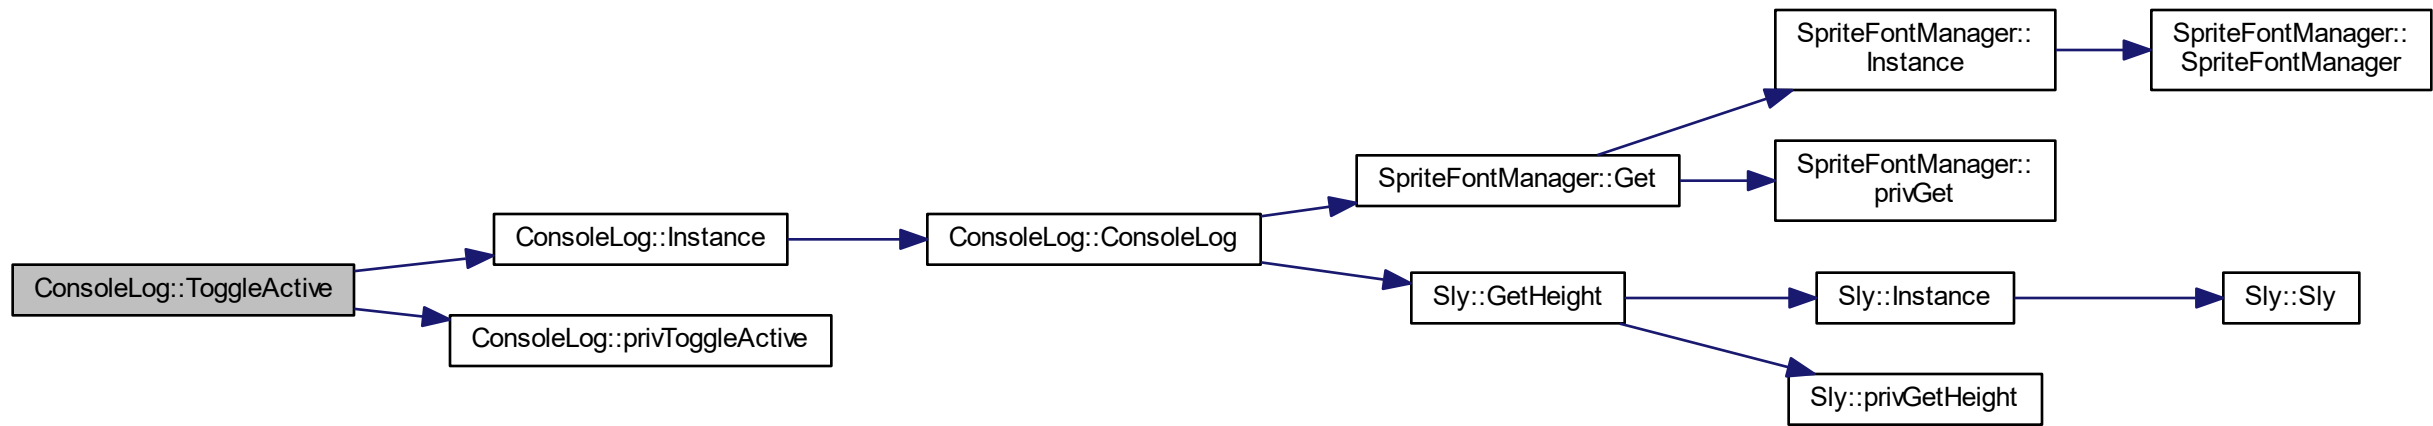 SpriteFontManager::
Instance
SpriteFontManager::
SpriteFontManager
SpriteFontManager::Get
SpriteFontManager::
privGet
ConsoleLog::Instance
ConsoleLog::ConsoleLog
ConsoleLog::ToggleActive
Sly::GetHeight
Sly::Instance
Sly::Sly
ConsoleLog::privToggleActive
Sly::privGetHeight